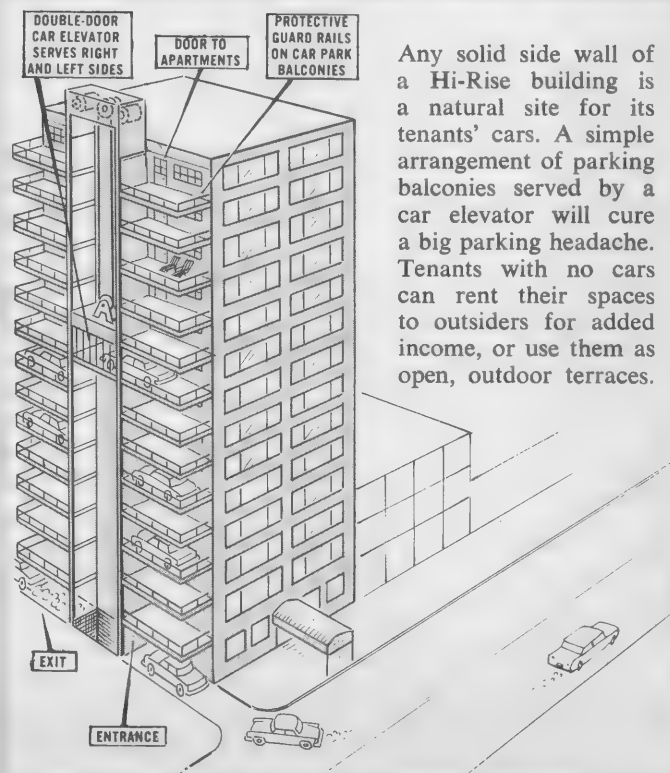 DOUBLE-DOOR
CAR ELEVATOR
SERVES RIGHT
AND LEFT SIDES
DOOR TO
APARTMENTS
PROTECTIVE
GUARD RAILS
ON CAR PARK
BALCONIES
Any solid side wall of
a Hi-Rise building is
a natural site for its
tenants' cars. A simple
arrangement of parking
balconies served by a
car elevator will cure
a big parking headache.
Tenants with no cars
can rent their spaces
to outsiders for added
income, or use them as
open, outdoor terraces.
EXIT
ENTRANCE